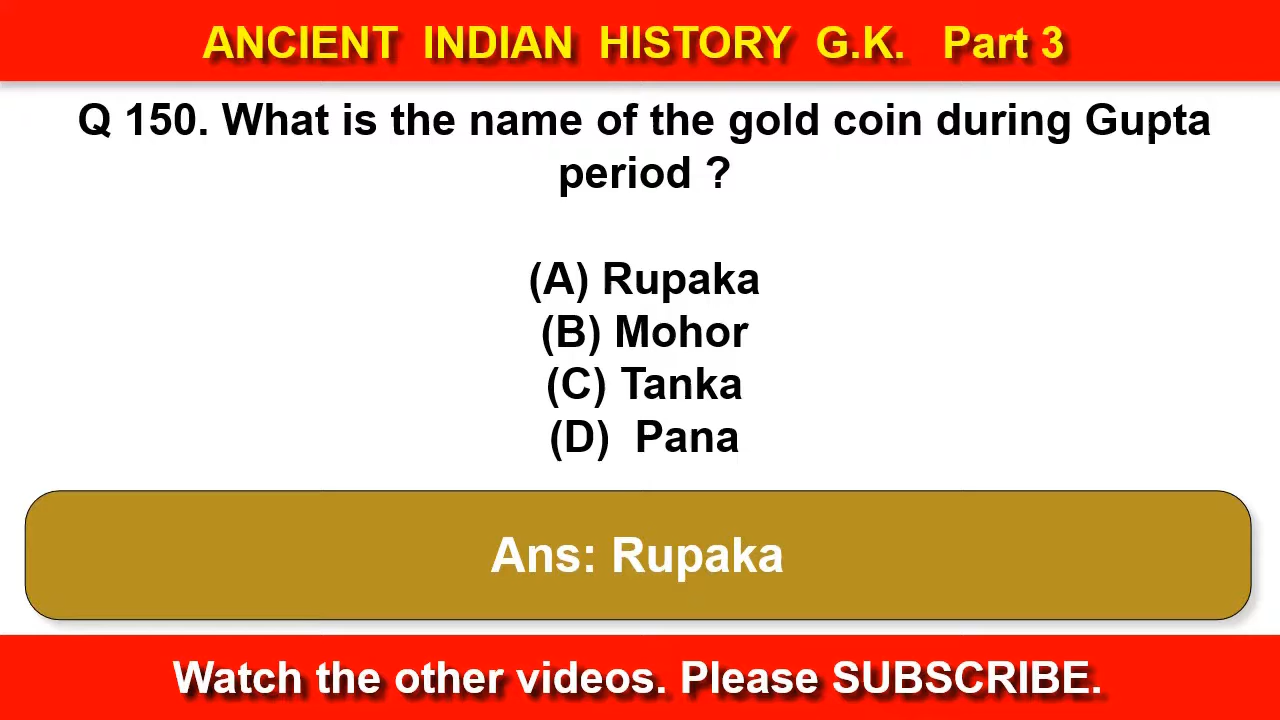 ANCIENT INDIAN HISTORY G.K. Part 3
Q 150. What is the name of the gold coin during Gupta
period ?
(A) Rupaka
(B) Mohor
(C) Tanka
(D) Pana
Ans: Rupaka
Watch the other videos. Please SUBSCRIBE.